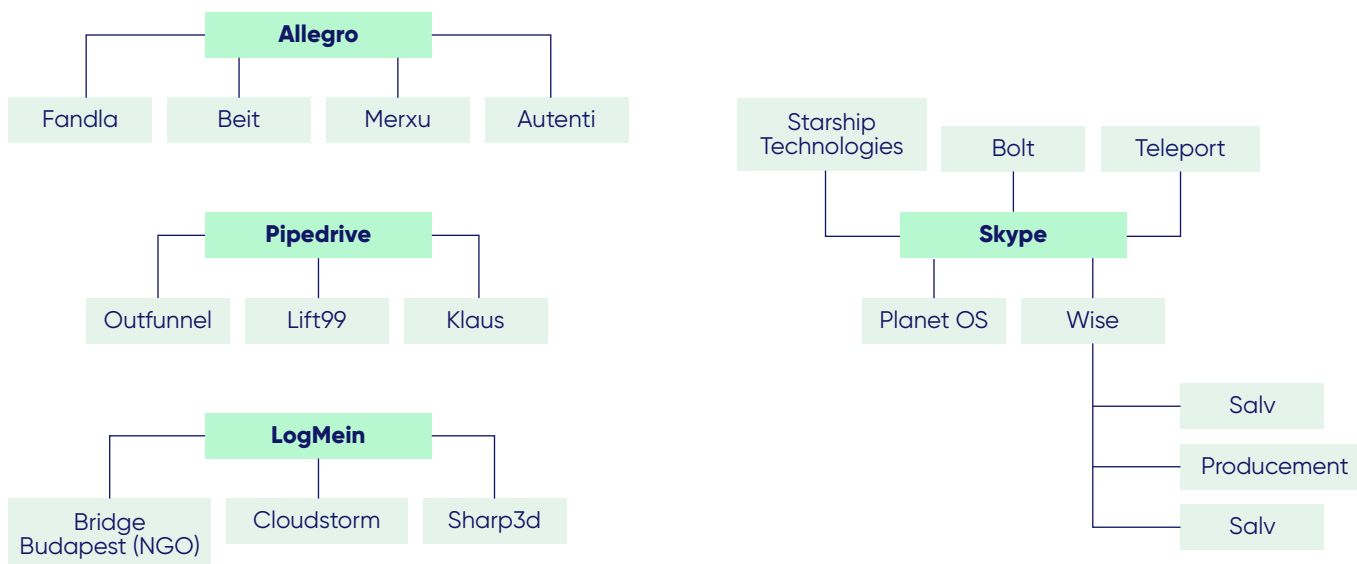 Allegro
Fandla
Beit
Merxu
Autenti
Pipedrive
Outfunnel
Lift99
Klaus
LogMein
Bridge
Budapest (NGO)
Cloudstorm
Sharp3d
Starship
Technologies
Bolt
Teleport
Skype
Planet OS
Wise
Salv
Producement
Salv